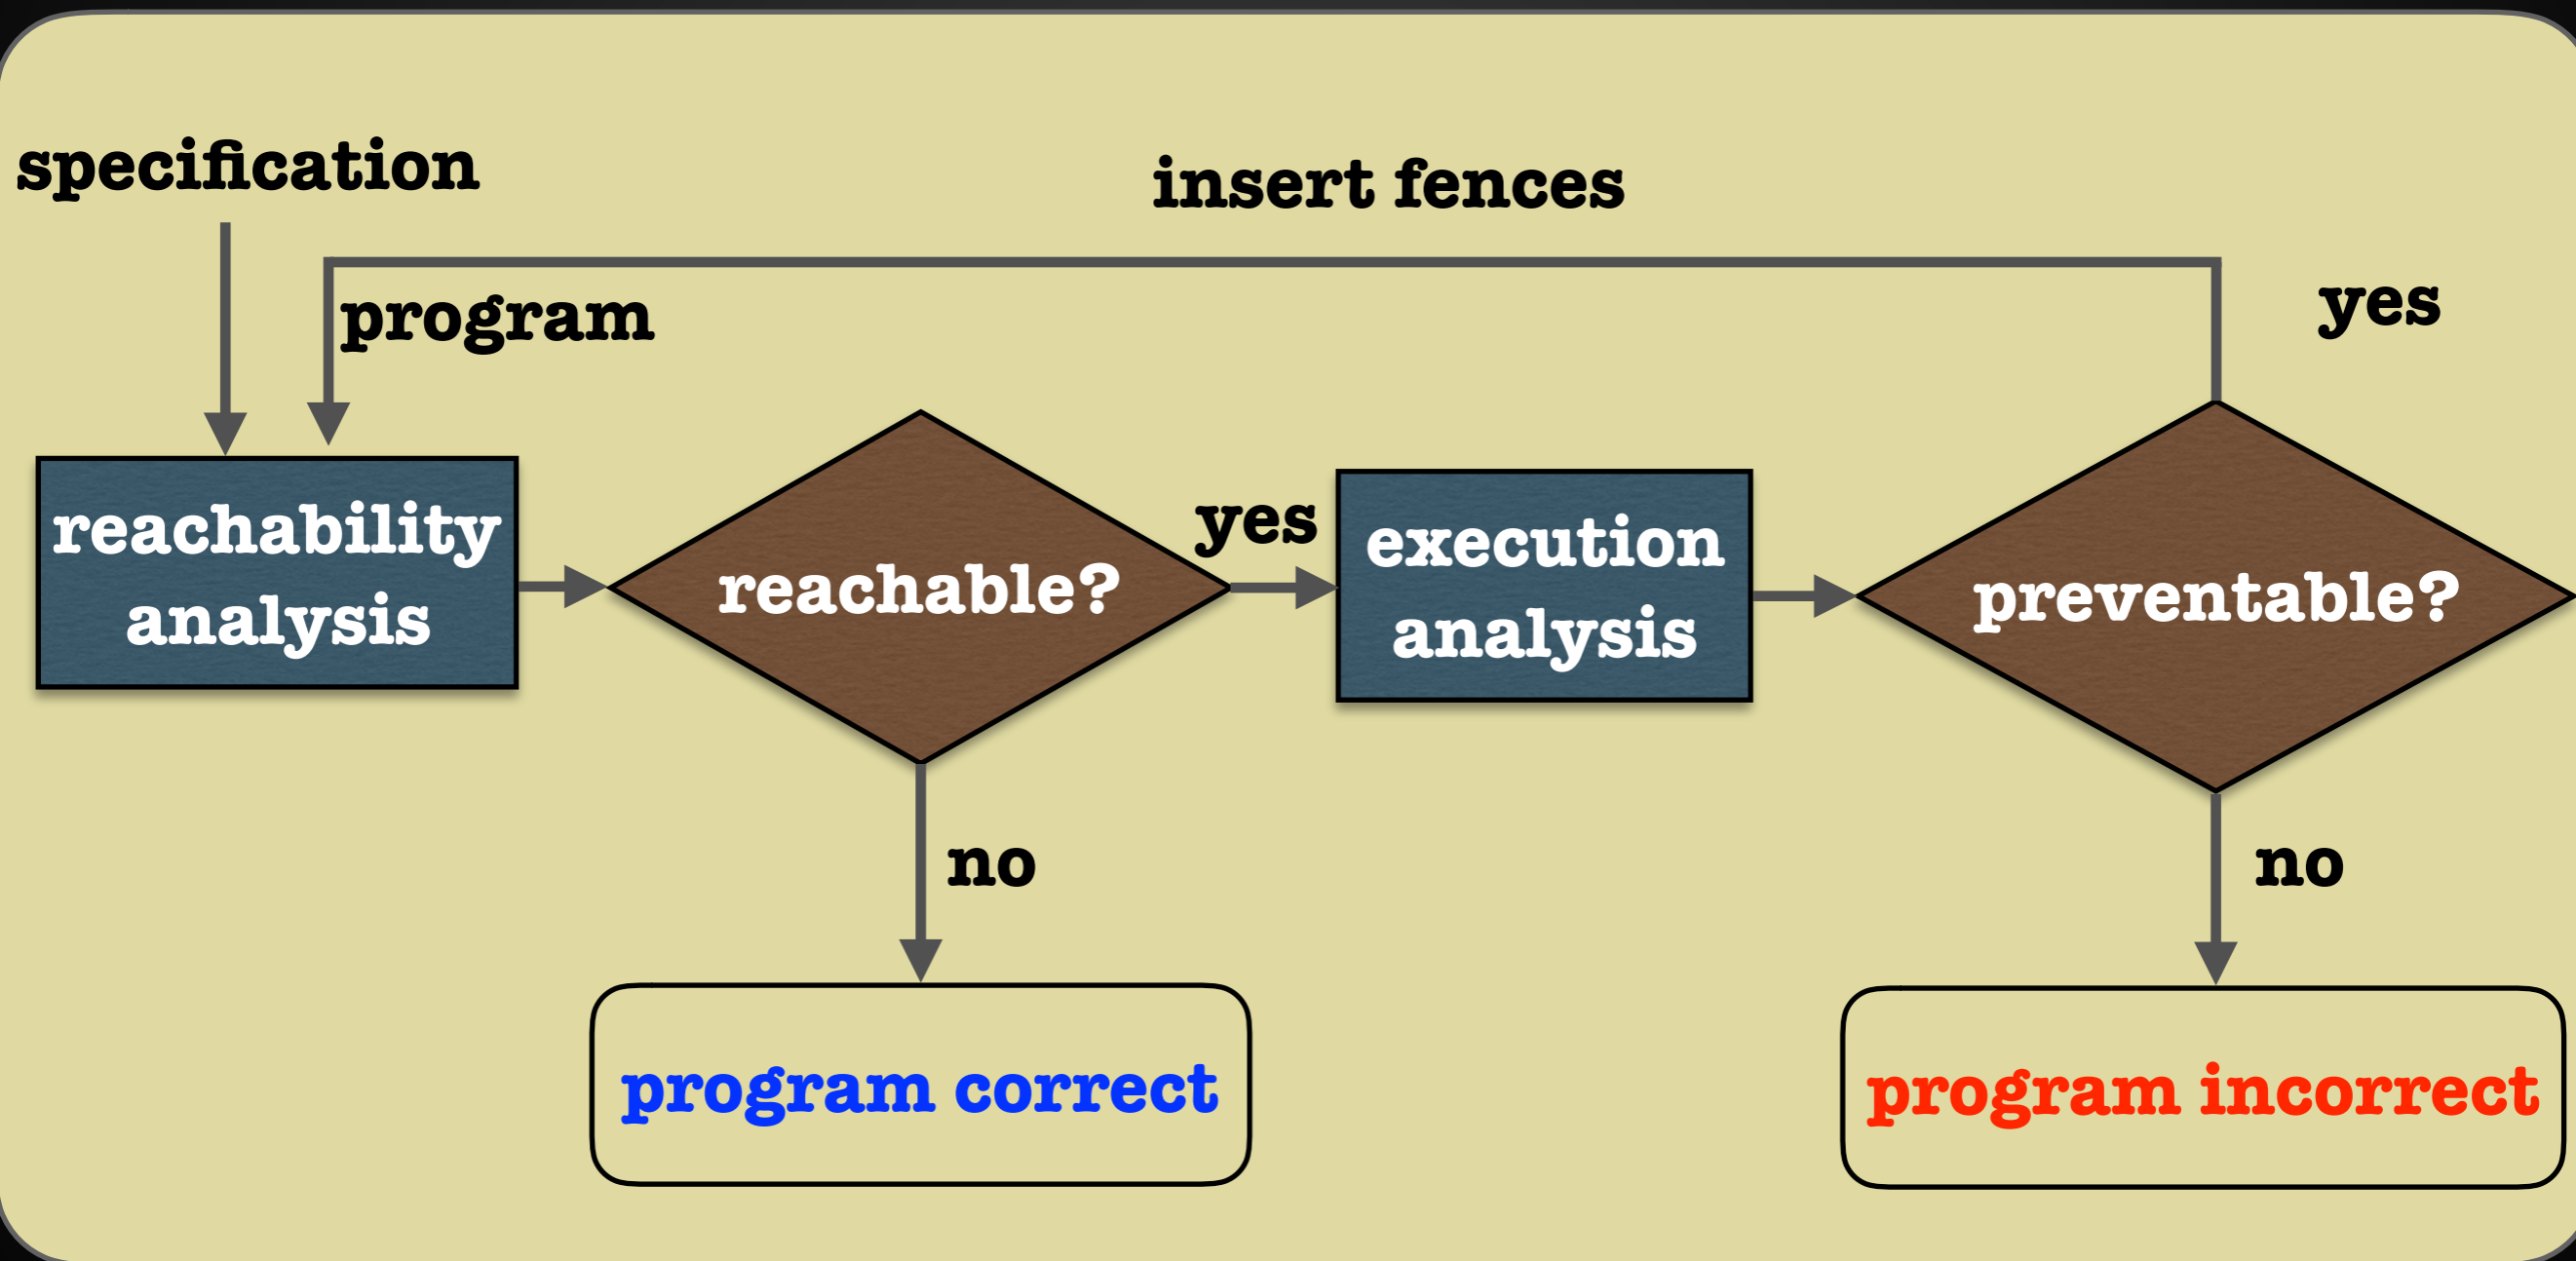 specification
insert fences
program
yes
reachability
analysis
reachable?
yes
execution
analysis
preventable?
no
no
program correct
program incorrect